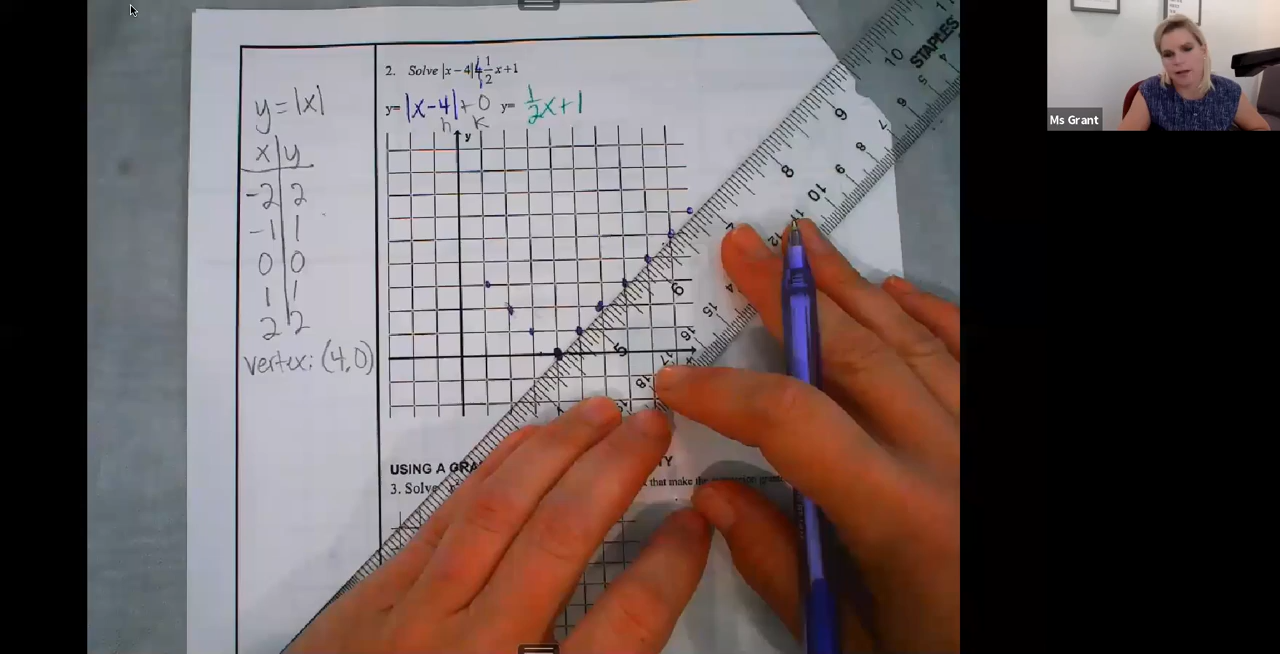 2. Solve |x-4| 1/2x+1
y= |x-4|+0 y= 1/2x+1
h k
y
y=|x|
x y
-2 2
-1 1
0 0
1 1
2 2
vertex: (4,0)
USING A GRA
3. Solve
that make the
STAPLES
Ms Grant